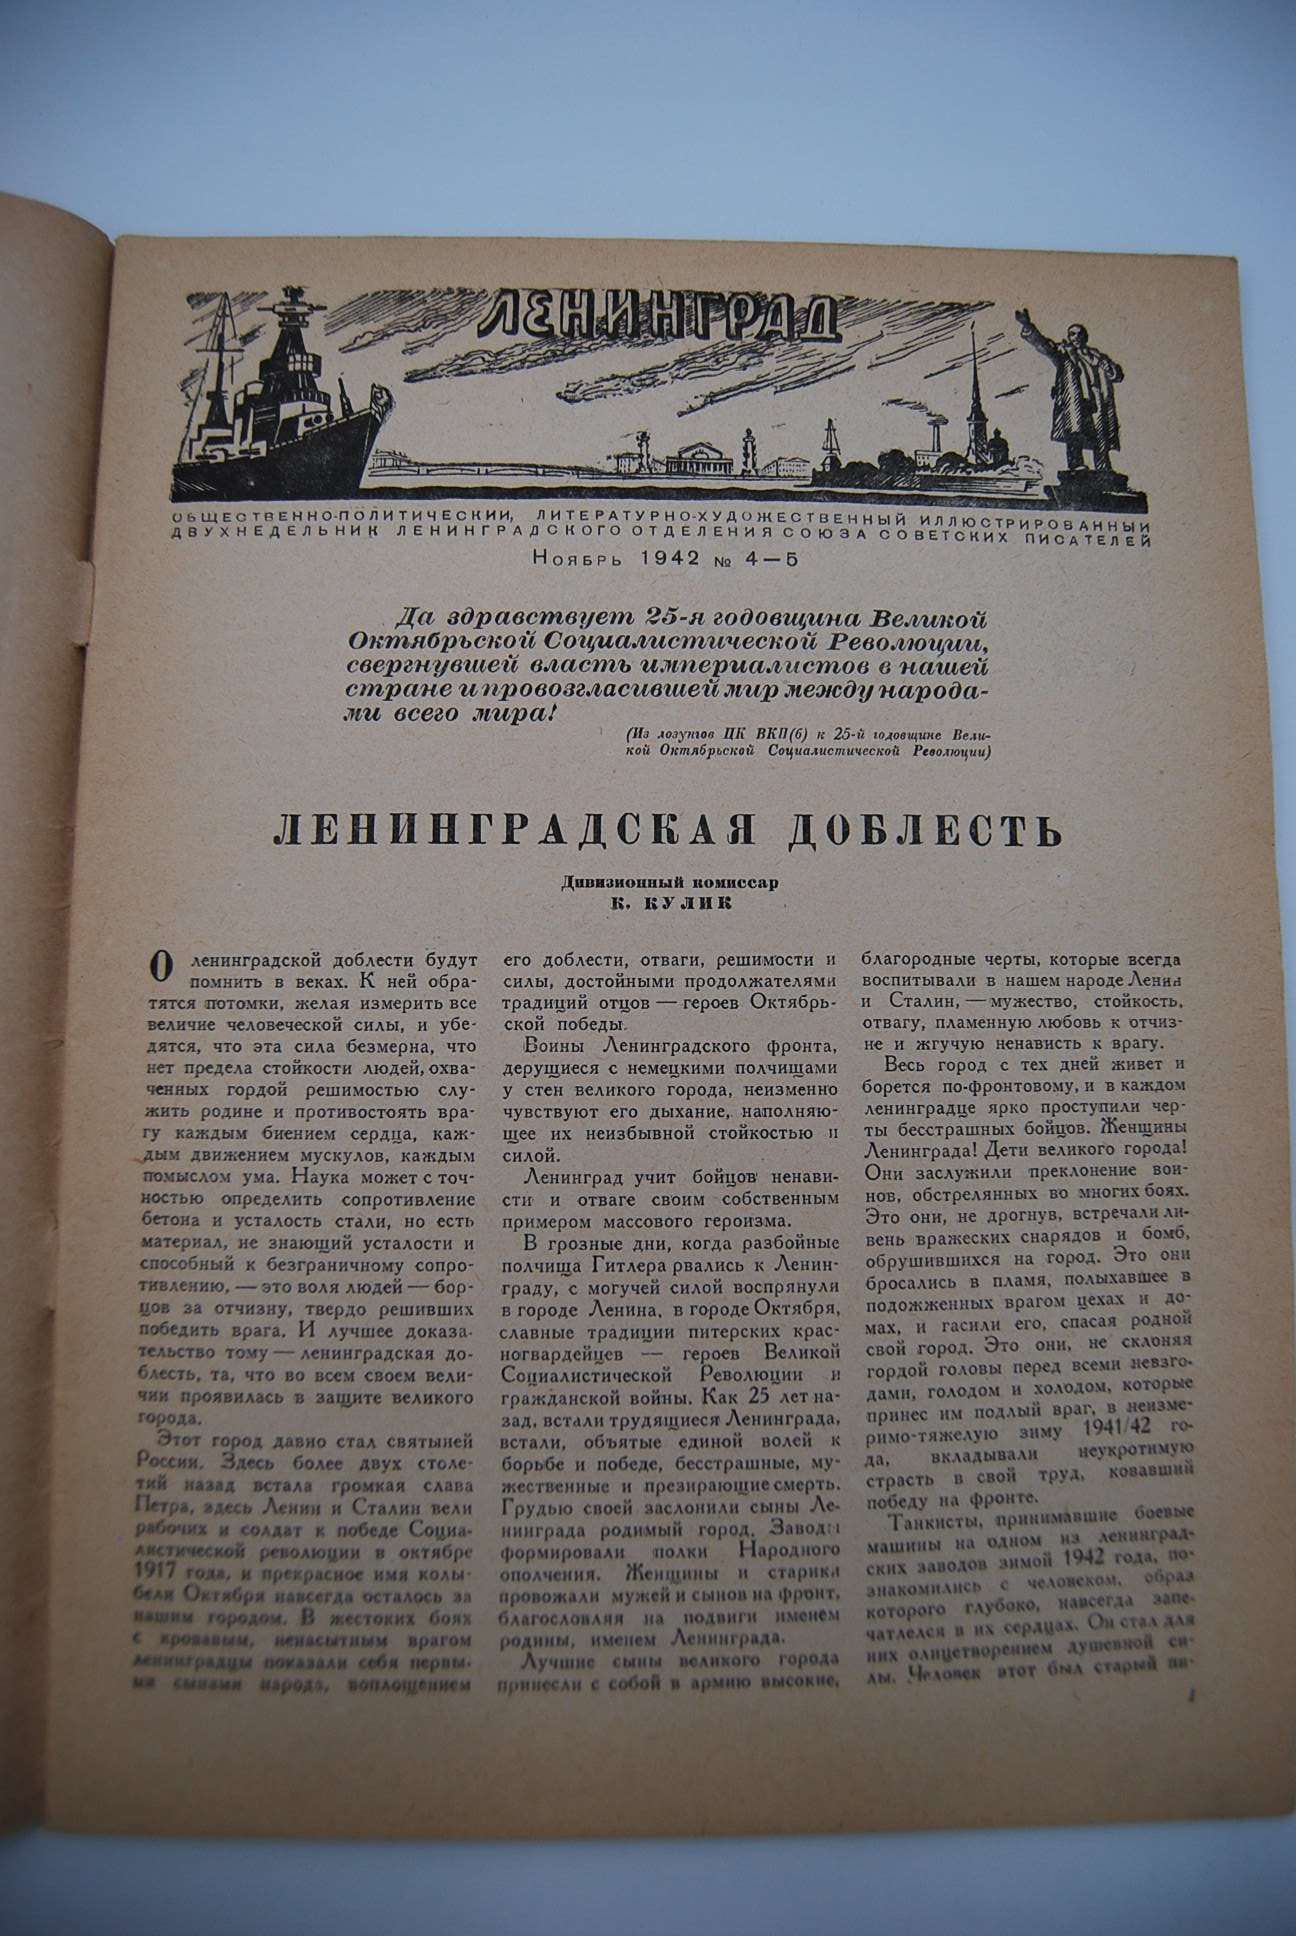 ЛЕНИНГРАД
ОБЩЕСТВЕННО-ПОЛИТИЧЕСКИЙ, ЛИТЕРАТУРНО-ХУДОЖЕСТВЕННЫЙ ИЛЛЮСТРИРОВАННЫЙ
ДВУХНЕДЕЛЬНИК ЛЕНИНГРАДСКОГО ОТДЕЛЕНИЯ СОЮЗА СОВЕТСКИХ ПИСАТЕЛЕЙ
Ноябрь 1942 № 4—5
Да здравствует 25-я годовщина Великой
Октябрьской Социалистической Революции,
свергнувшей власть империалистов в нашей
стране и провозгласившей мир между народа-
ми всего мира!
(Из лозунгов ЦК ВКП(б) к 25-й годовщине Вели-
кой Октябрьской Социалистической Революции)
ЛЕНИНГРАДСКАЯ ДОБЛЕСТЬ
Дивизионный комиссар
К. КУЛИК
О ленинградской доблести будут
помнить в веках. К ней обра-
тятся потомки, желая измерить все
величие человеческой силы, и убе-
дятся, что эта сила безмерна, что
нет предела стойкости людей, охва-
ченных гордой решимостью слу-
жить родине и противостоять вра-
гу каждым биением сердца, каж-
дым движением мускулов, каждым
помыслом ума. Наука может с точ-
ностью определить сопротивление
бетона и усталость стали, но есть
материал, не знающий усталости и
способный к безграничному сопро-
тивлению, — это воля людей — бор-
цов за отчизну, твердо решивших
победить врага. И лучшее доказа-
тельство тому — ленинградская до-
блесть, та, что во всем своем вели-
чии проявилась в защите великого
города.
Этот город давно стал святыней
России. Здесь более двух столе-
тий назад встала громкая слава
Петра, здесь Ленин и Сталин вели
рабочих и солдат к победе Социа-
листической революции в октябре
1917 года, и прекрасное имя колы-
бели Октября навсегда осталось за
нашим городом. В жестоких боях
с кровавым, ненасытным врагом
ленинградцы показали себя первы-
ми сынами народа, воплощением
его доблести, отваги, решимости и
силы, достойными продолжателями
традиций отцов — героев Октябрь-
ской победы.
Воины Ленинградского фронта,
дерущиеся с немецкими полчищами
у стен великого города, неизменно
чувствуют его дыхание, наполняю-
щее их неизбывной стойкостью и
силой.
Ленинград учит бойцов ненави-
сти и отваге своим собственным
примером массового героизма.
В грозные дни, когда разбойные
полчища Гитлера рвались к Ленин-
граду, с могучей силой воспрянули
в городе Ленина, в городе Октября,
славные традиции питерских крас-
ногвардейцев — героев Великой
Социалистической Революции и
гражданской войны. Как 25 лет на-
зад, встали трудящиеся Ленинграда,
встали, объятые единой волей к
борьбе и победе, бесстрашные, му-
жественные и презирающие смерть.
Грудью своей заслонили сыны Ле-
нинграда родимый город. Заводы
формировали полки Народного
ополчения. Женщины и старики
провожали мужей и сынов на фронт,
благословляя на подвиги именем
родины, именем Ленинграда.
Лучшие сыны великого города
принесли с собой в армию высокие,
благородные черты, которые всегда
воспитывали в нашем народе Ленин
и Сталин, — мужество, стойкость,
отвагу, пламенную любовь к отчиз-
не и жгучую ненависть к врагу.
Весь город с тех дней живет и
борется по-фронтовому, и в каждом
ленинградце ярко проступили чер-
ты бесстрашных бойцов. Женщины
Ленинграда! Дети великого города!
Они заслужили преклонение вои-
нов, обстрелянных во многих боях.
Это они, не дрогнув, встречали ли-
вень вражеских снарядов и бомб,
обрушившихся на город. Это они
бросались в пламя, полыхавшее в
подожженных врагом цехах и до-
мах, и гасили его, спасая родной
свой город. Это они, не склоняя
гордой головы перед всеми невзго-
дами, голодом и холодом, которые
принес им подлый враг, в неизме-
римо-тяжелую зиму 1941/42 го-
да, вкладывали неукротимую
страсть в свой труд, ковавший
победу на фронте.
Танкисты, принимавшие боевые
машины на одном из ленинград-
ских заводов зимой 1942 года, по-
знакомились с человеком, образ
которого глубоко, навсегда запе-
чатлелся в их сердцах. Он стал для
них олицетворением душевной си-
лы. Человек этот был старый ин-
1